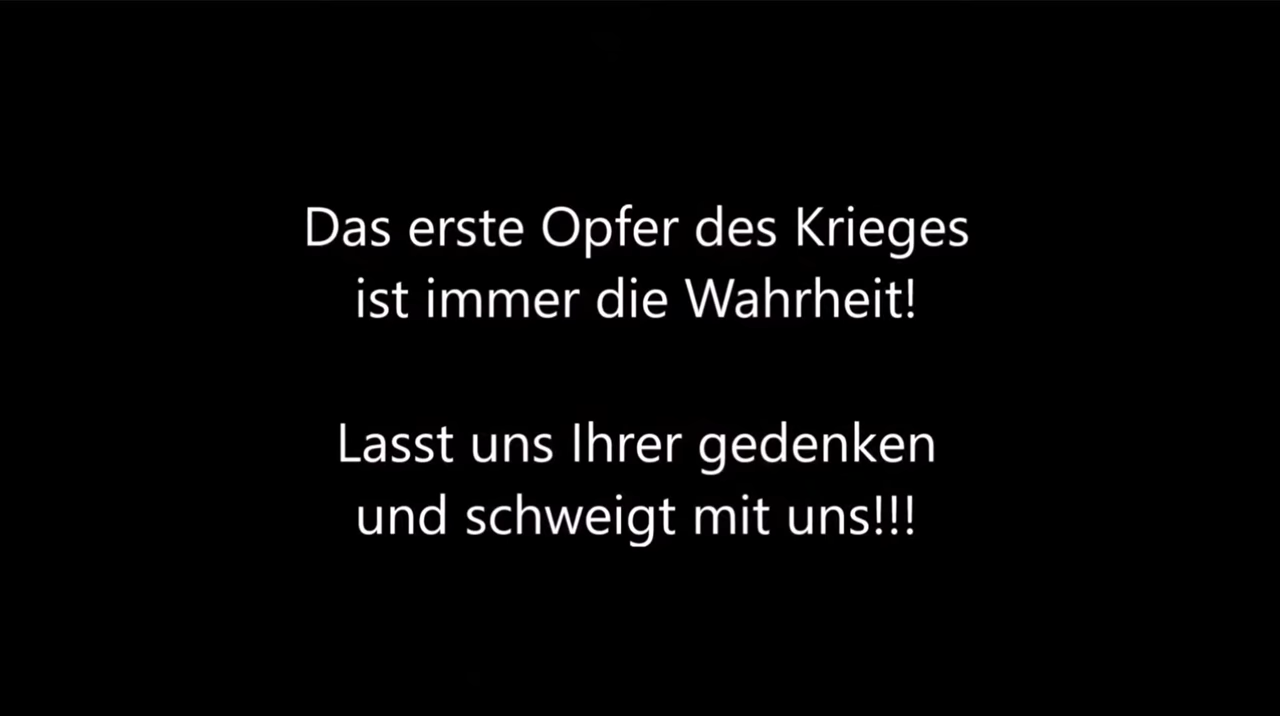 Das erste Opfer des Krieges
ist immer die Wahrheit!
Lasst uns Ihrer gedenken
und schweigt mit uns!!!